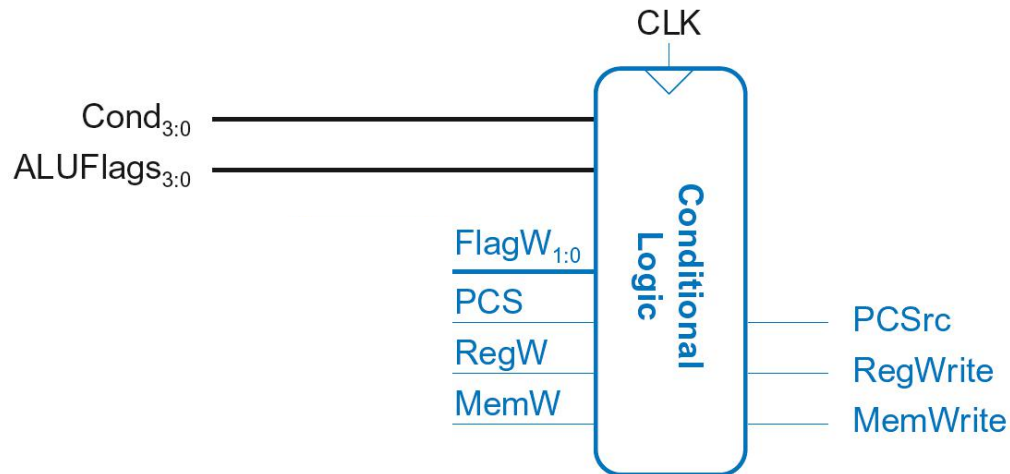 CLK
Cond3:0
ALUFlags3:0
Conditional
Logic
FlagW1:0
PCS
RegW
MemW
PCSrc
RegWrite
MemWrite